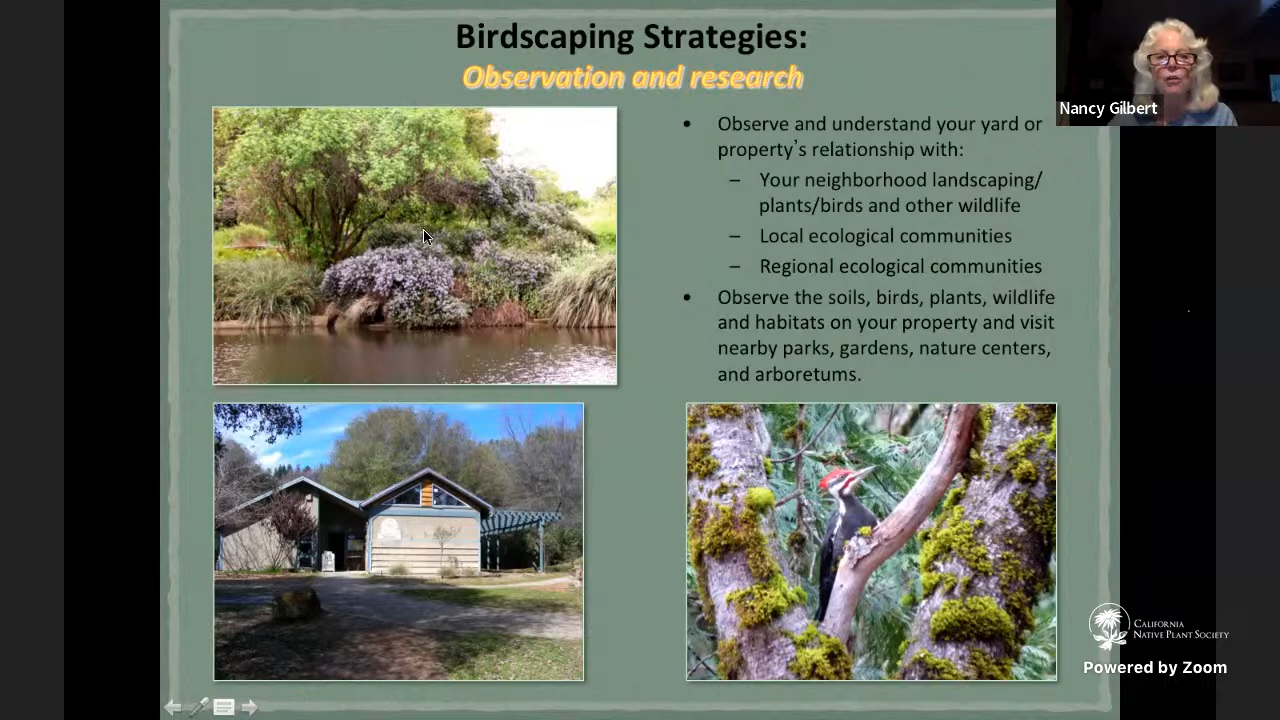 Birdscaping Strategies:
Observation and research
Nancy Gilbert
• Observe and understand your yard or
property's relationship with:
– Your neighborhood landscaping/
plants/birds and other wildlife
– Local ecological communities
– Regional ecological communities
• Observe the soils, birds, plants, wildlife
and habitats on your property and visit
nearby parks, gardens, nature centers,
and arboretums.
CALIFORNIA
NATIVE PLANT SOCIETY
Powered by Zoom